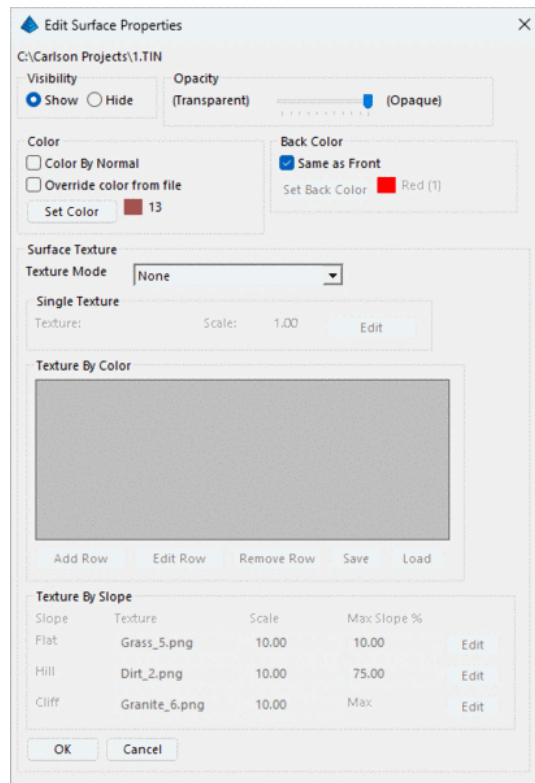 Edit Surface Properties
C:\Carlson Projects\1.TIN
Visibility
Show Hide
Opacity
(Transparent) (Opaque)
Color
Color By Normal
Override color from file
Set Color 13
Back Color
Same as Front
Set Back Color Red (1)
Surface Texture
Texture Mode None
Single Texture
Texture: Scale: 1.00 Edit
Texture By Color
Add Row Edit Row Remove Row Save Load
Texture By Slope
Slope Texture Scale Max Slope %
Flat Grass_5.png 10.00 10.00 Edit
Hill Dirt_2.png 10.00 75.00 Edit
Cliff Granite_6.png 10.00 Max Edit
OK Cancel